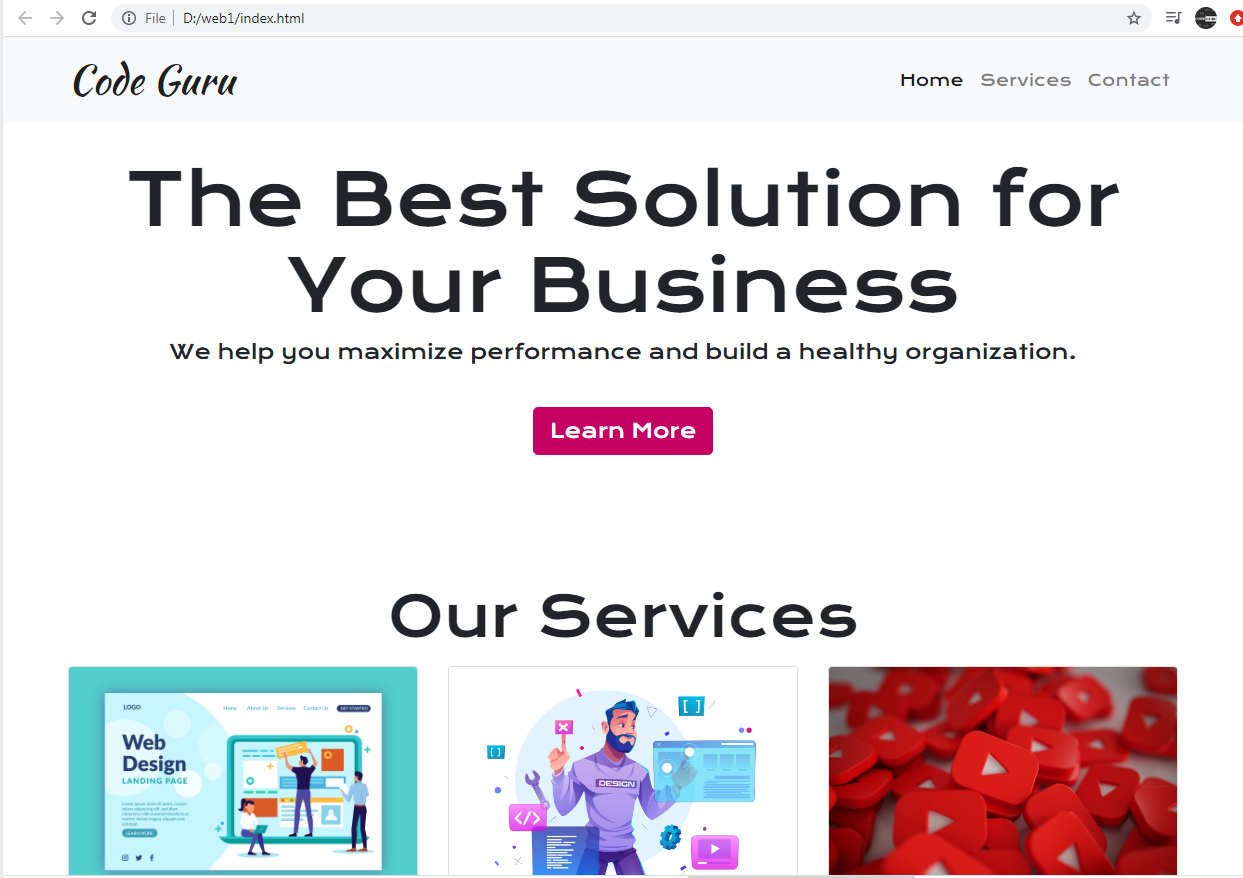 File D:/web1/index.html
Code Guru
Home Services Contact
The Best Solution for
Your Business
We help you maximize performance and build a healthy organization.
Learn More
Our Services
LOGO
Home About Us Services Contact Us GET STARTED
Web
Design
LANDING PAGE
LEARN MORE
[ ]
[ ]
DESIGN
</>